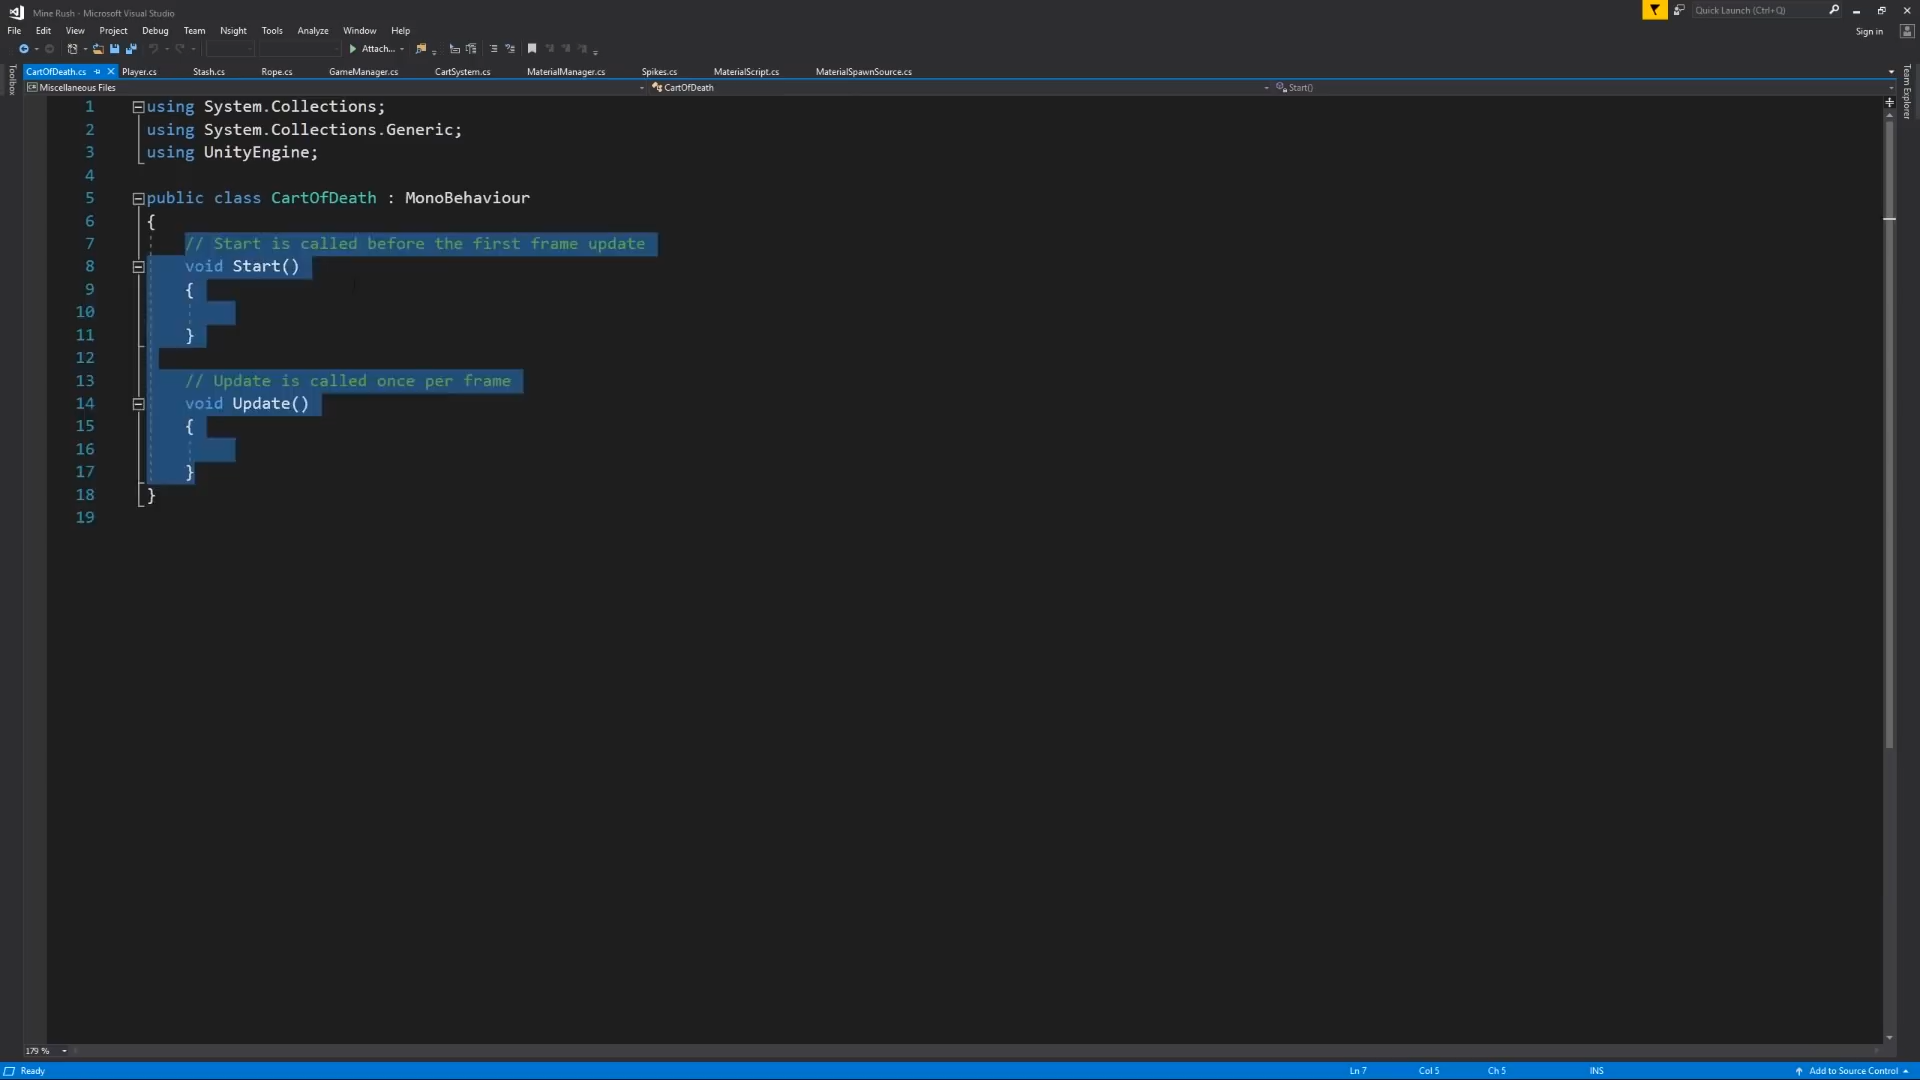 Mine Rush - Microsoft Visual Studio
Quick Launch (Ctrl+Q)
File Edit View Project Debug Team Nsight Tools Analyze Window Help
Sign in
Attach...
CartOfDeath.cs Player.cs Stash.cs Rope.cs GameManager.cs CartSystem.cs MaterialManager.cs Spikes.cs MaterialScript.cs MaterialSpawnSource.cs
Toolbox
Team Explorer
Miscellaneous Files CartOfDeath Start()
1 using System.Collections;
2 using System.Collections.Generic;
3 using UnityEngine;
4
5 public class CartOfDeath : MonoBehaviour
6 {
7 // Start is called before the first frame update
8 void Start()
9 {
10
11 }
12
13 // Update is called once per frame
14 void Update()
15 {
16
17 }
18 }
19
179 %
Ready Ln 7 Col 5 Ch 5 INS Add to Source Control